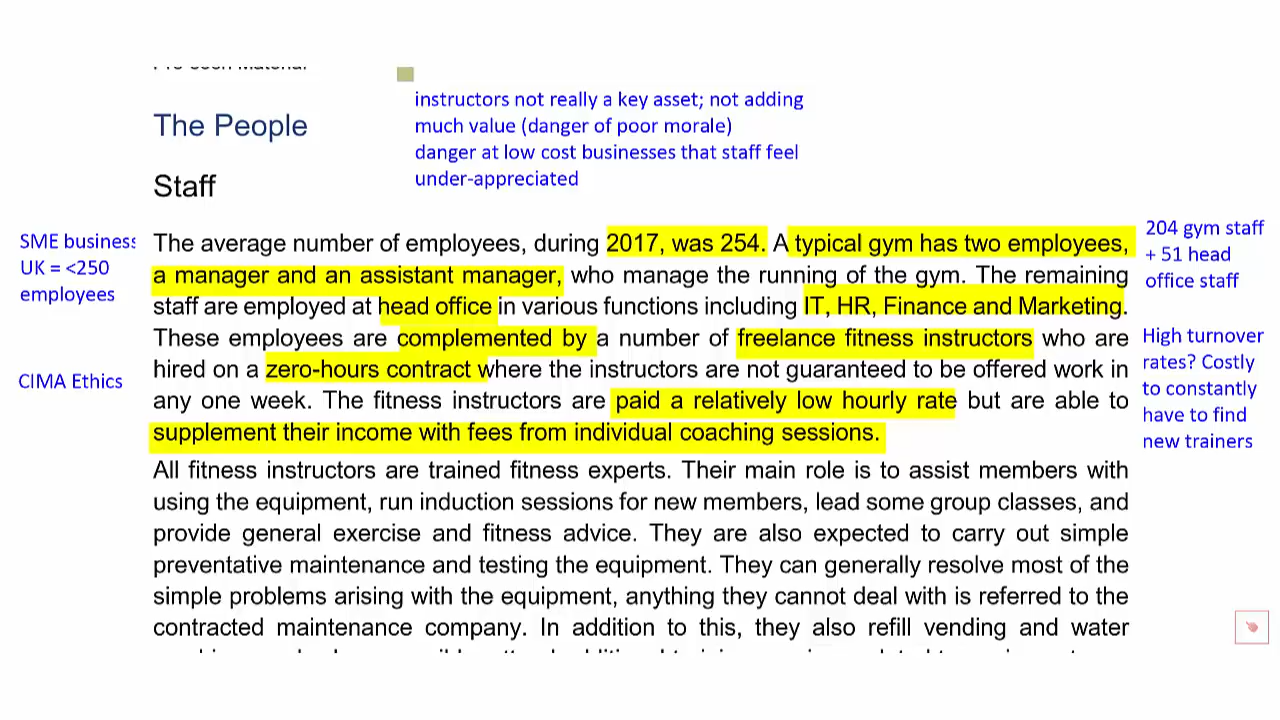 instructors not really a key asset; not adding
much value (danger of poor morale)
danger at low cost businesses that staff feel
under-appreciated
The People
Staff
SME business
UK = <250
employees
CIMA Ethics
The average number of employees, during 2017, was 254. A typical gym has two employees,
a manager and an assistant manager, who manage the running of the gym. The remaining
staff are employed at head office in various functions including IT, HR, Finance and Marketing.
These employees are complemented by a number of freelance fitness instructors who are
hired on a zero-hours contract where the instructors are not guaranteed to be offered work in
any one week. The fitness instructors are paid a relatively low hourly rate but are able to
supplement their income with fees from individual coaching sessions.
All fitness instructors are trained fitness experts. Their main role is to assist members with
using the equipment, run induction sessions for new members, lead some group classes, and
provide general exercise and fitness advice. They are also expected to carry out simple
preventative maintenance and testing the equipment. They can generally resolve most of the
simple problems arising with the equipment, anything they cannot deal with is referred to the
contracted maintenance company. In addition to this, they also refill vending and water
204 gym staff
+ 51 head
office staff
High turnover
rates? Costly
to constantly
have to find
new trainers